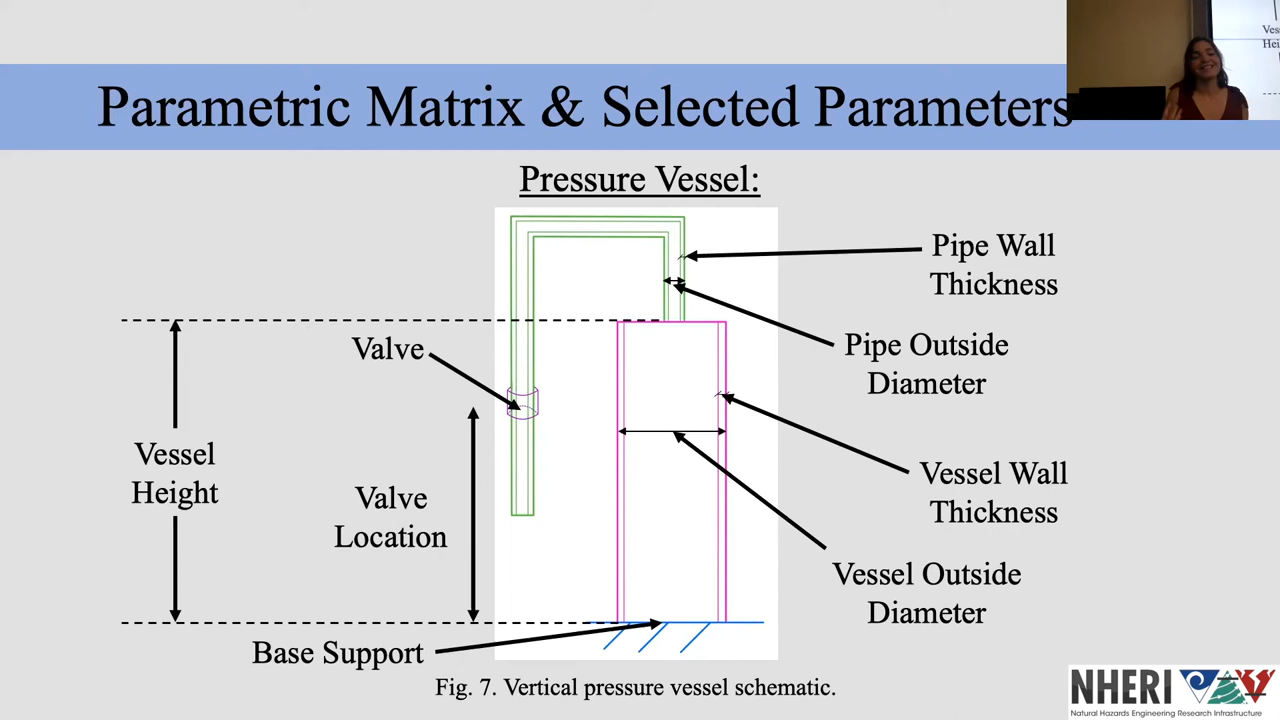 Parametric Matrix & Selected Parameters
Pressure Vessel:
Pipe Wall
Thickness
Pipe Outside
Diameter
Valve
Vessel
Height
Valve
Location
Vessel Wall
Thickness
Vessel Outside
Diameter
Base Support
Fig. 7. Vertical pressure vessel schematic.
NHERI
Natural Hazards Engineering Research Infrastructure